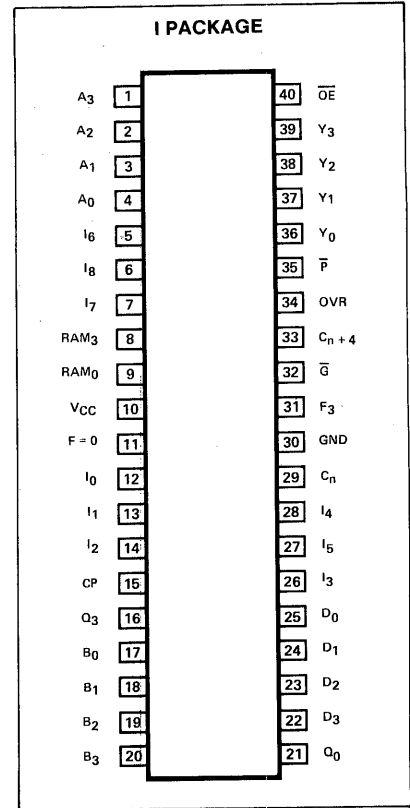 I PACKAGE
A3 1 40 OE
A2 2 39 Y3
A1 3 38 Y2
A0 4 37 Y1
I6 5 36 Y0
I8 6 35 P
I7 7 34 OVR
RAM3 8 33 Cn + 4
RAM0 9 32 G
VCC 10 31 F3
F = 0 11 30 GND
I0 12 29 Cn
I1 13 28 I4
I2 14 27 I5
CP 15 26 I3
Q3 16 25 D0
B0 17 24 D1
B1 18 23 D2
B2 19 22 D3
B3 20 21 Q0